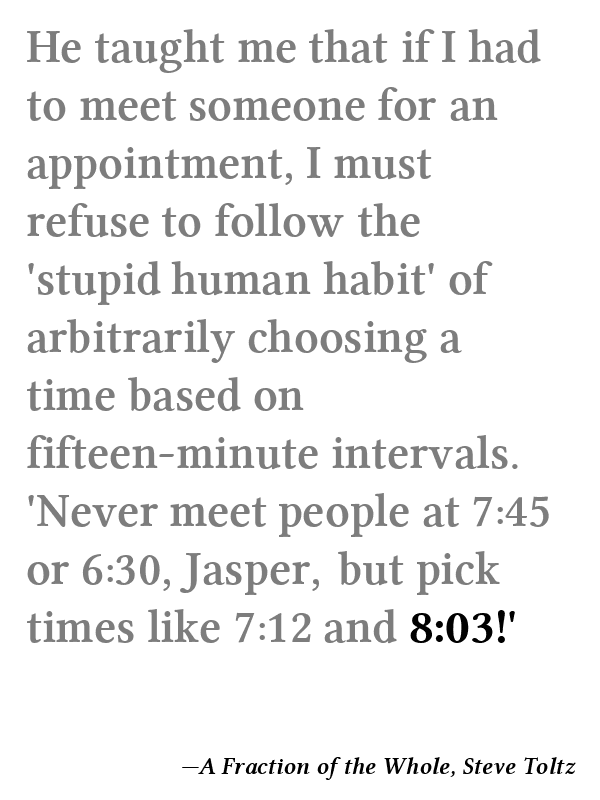 He taught me that if I had
to meet someone for an
appointment, I must
refuse to follow the
'stupid human habit' of
arbitrarily choosing a
time based on
fifteen-minute intervals.
'Never meet people at 7:45
or 6:30, Jasper, but pick
times like 7:12 and 8:03!'
—A Fraction of the Whole, Steve Toltz